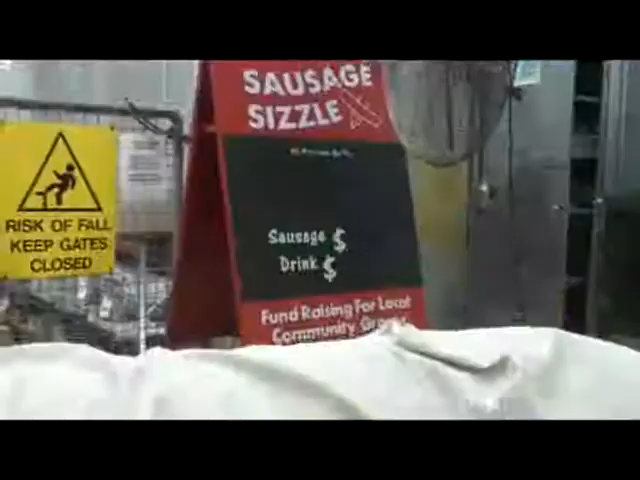 SAUSAGE
SIZZLE
RISK OF FALL
KEEP GATES
CLOSED
Sausage $
Drink $
Fund Raising For Local
Community Groups